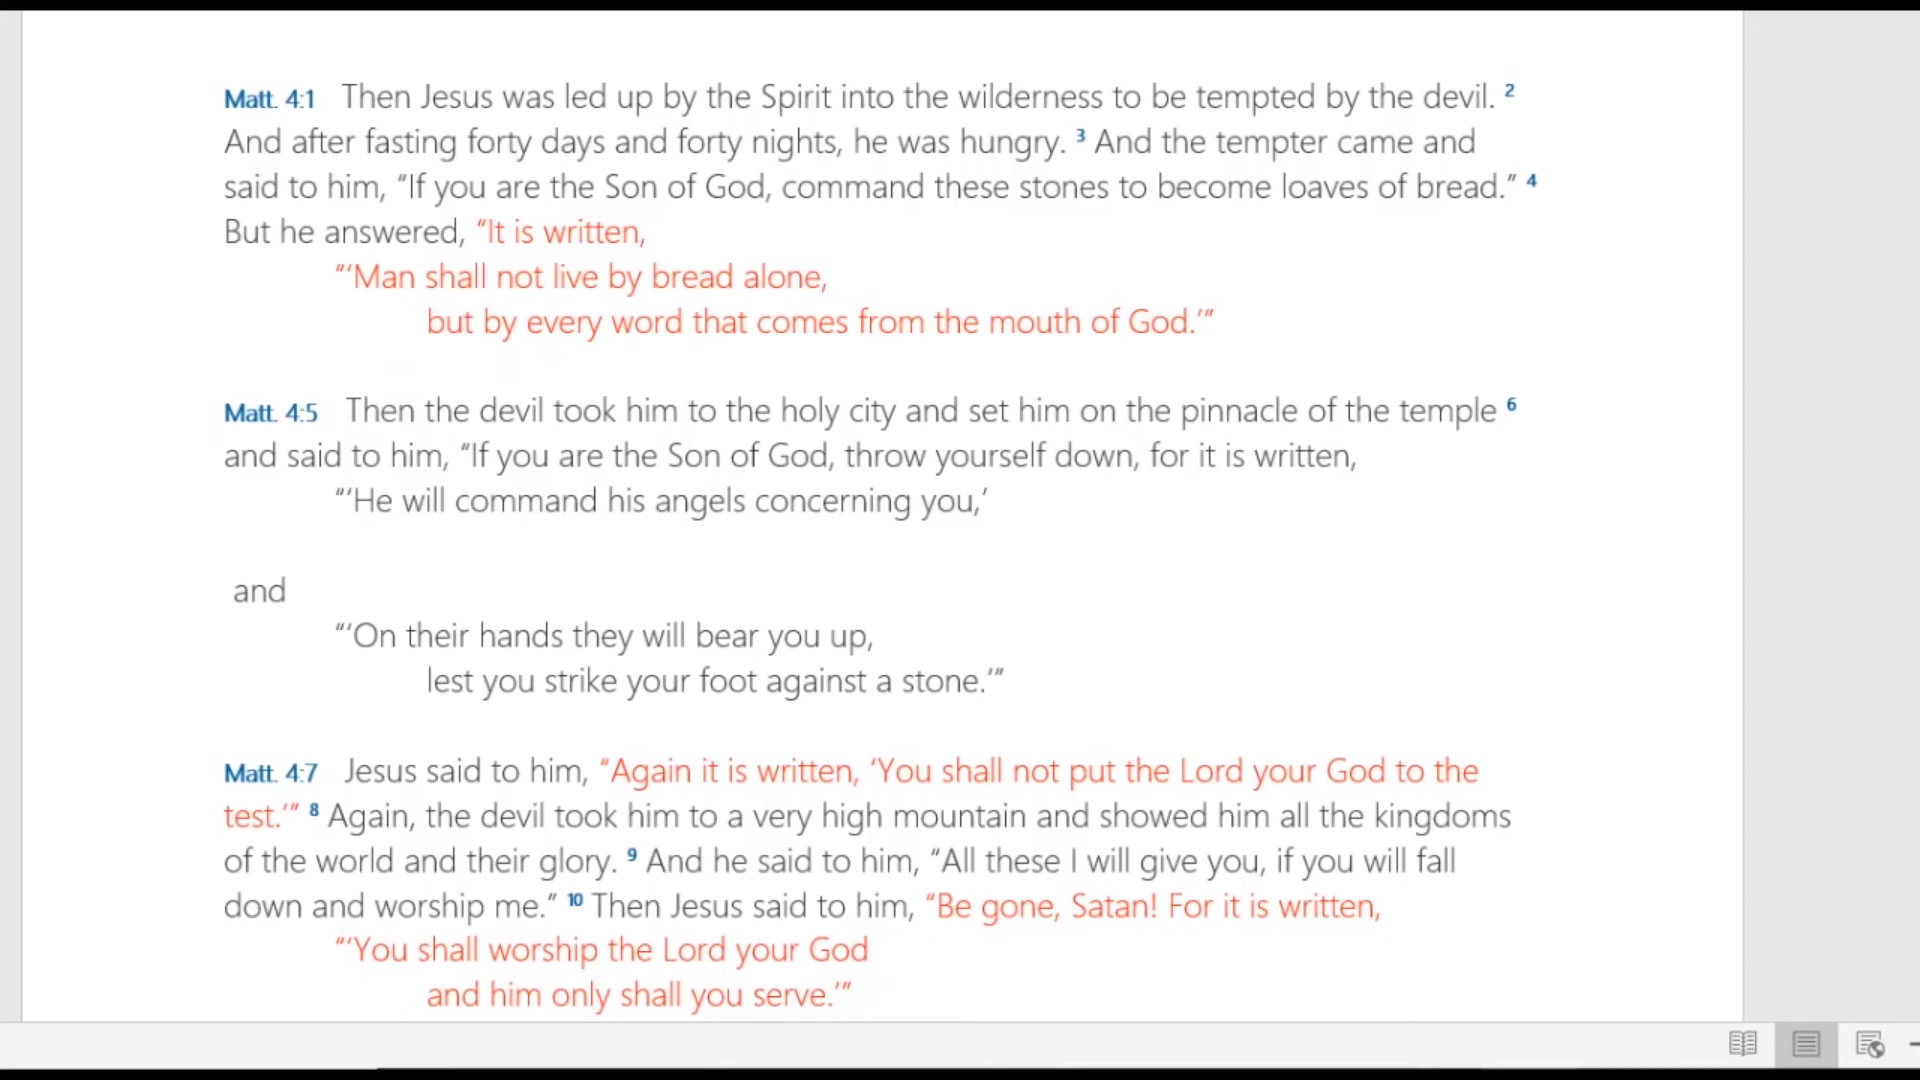 Matt. 4:1 Then Jesus was led up by the Spirit into the wilderness to be tempted by the devil. 2
And after fasting forty days and forty nights, he was hungry. 3 And the tempter came and
said to him, “If you are the Son of God, command these stones to become loaves of bread.” 4
But he answered, “It is written,
“‘Man shall not live by bread alone,
but by every word that comes from the mouth of God.’”
Matt. 4:5 Then the devil took him to the holy city and set him on the pinnacle of the temple 6
and said to him, “If you are the Son of God, throw yourself down, for it is written,
“‘He will command his angels concerning you,’
and
“‘On their hands they will bear you up,
lest you strike your foot against a stone.’”
Matt. 4:7 Jesus said to him, “Again it is written, ‘You shall not put the Lord your God to the
test.’” 8 Again, the devil took him to a very high mountain and showed him all the kingdoms
of the world and their glory. 9 And he said to him, “All these I will give you, if you will fall
down and worship me.” 10 Then Jesus said to him, “Be gone, Satan! For it is written,
“‘You shall worship the Lord your God
and him only shall you serve.’”